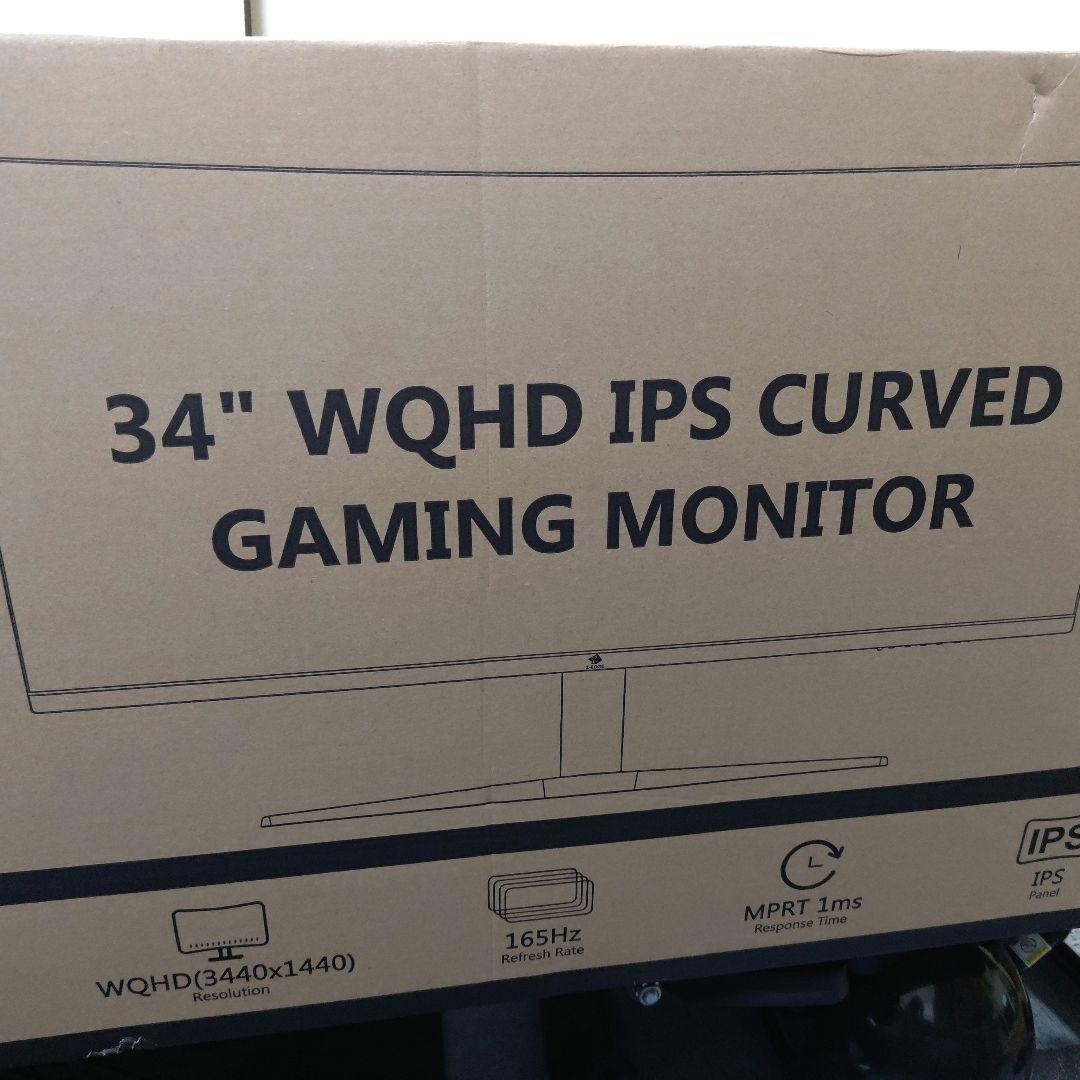 34" WQHD IPS CURVED
GAMING MONITOR
Z-EDGE
WQHD(3440x1440)
Resolution
165Hz
Refresh Rate
MPRT 1ms
Response Time
IPS
IPS
Panel